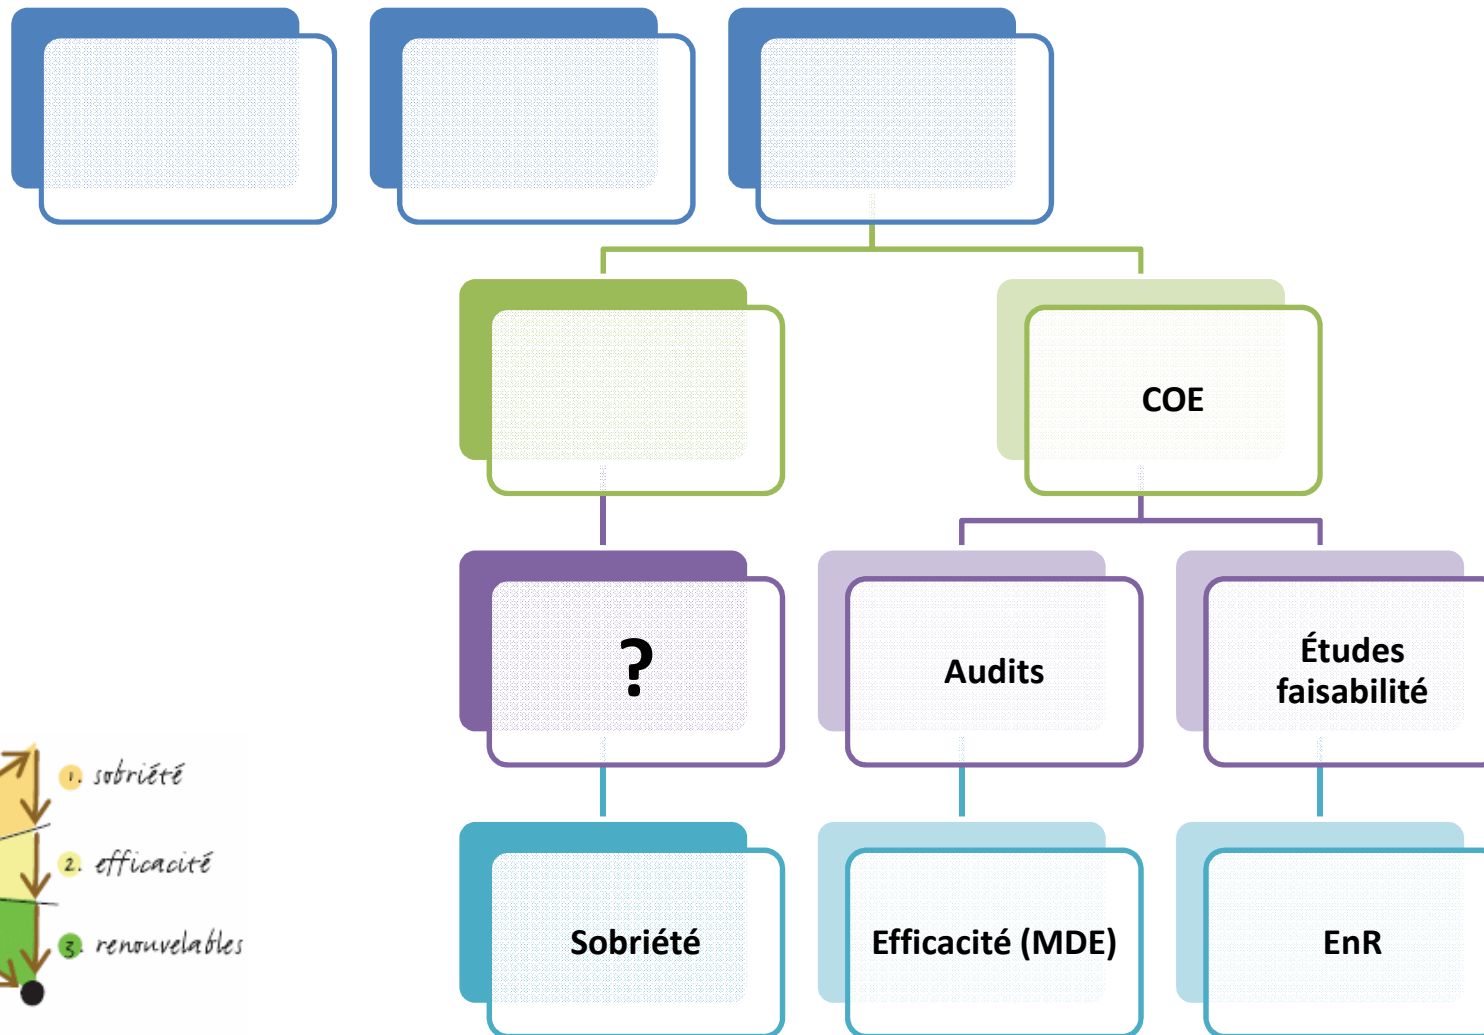 COE
?
Audits
Études
faisabilité
1. sobriété
2. efficacité
3. renouvelables
Sobriété
Efficacité (MDE)
EnR